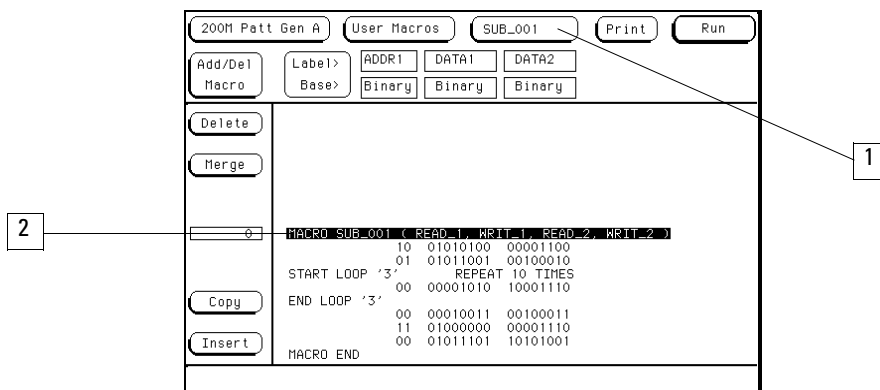 200M Patt Gen A User Macros SUB_001 Print Run
Add/Del Macro Label> ADDR1 DATA1 DATA2
Base> Binary Binary Binary
Delete
Merge
1
2
0 MACRO SUB_001 ( READ_1, WRIT_1, READ_2, WRIT_2 )
10 01010100 00001100
01 01011001 00100010
START LOOP '3' REPEAT 10 TIMES
00 00001010 10001110
Copy END LOOP '3'
00 00010011 00100011
11 01000000 00001110
Insert 00 01011101 10101001
MACRO END